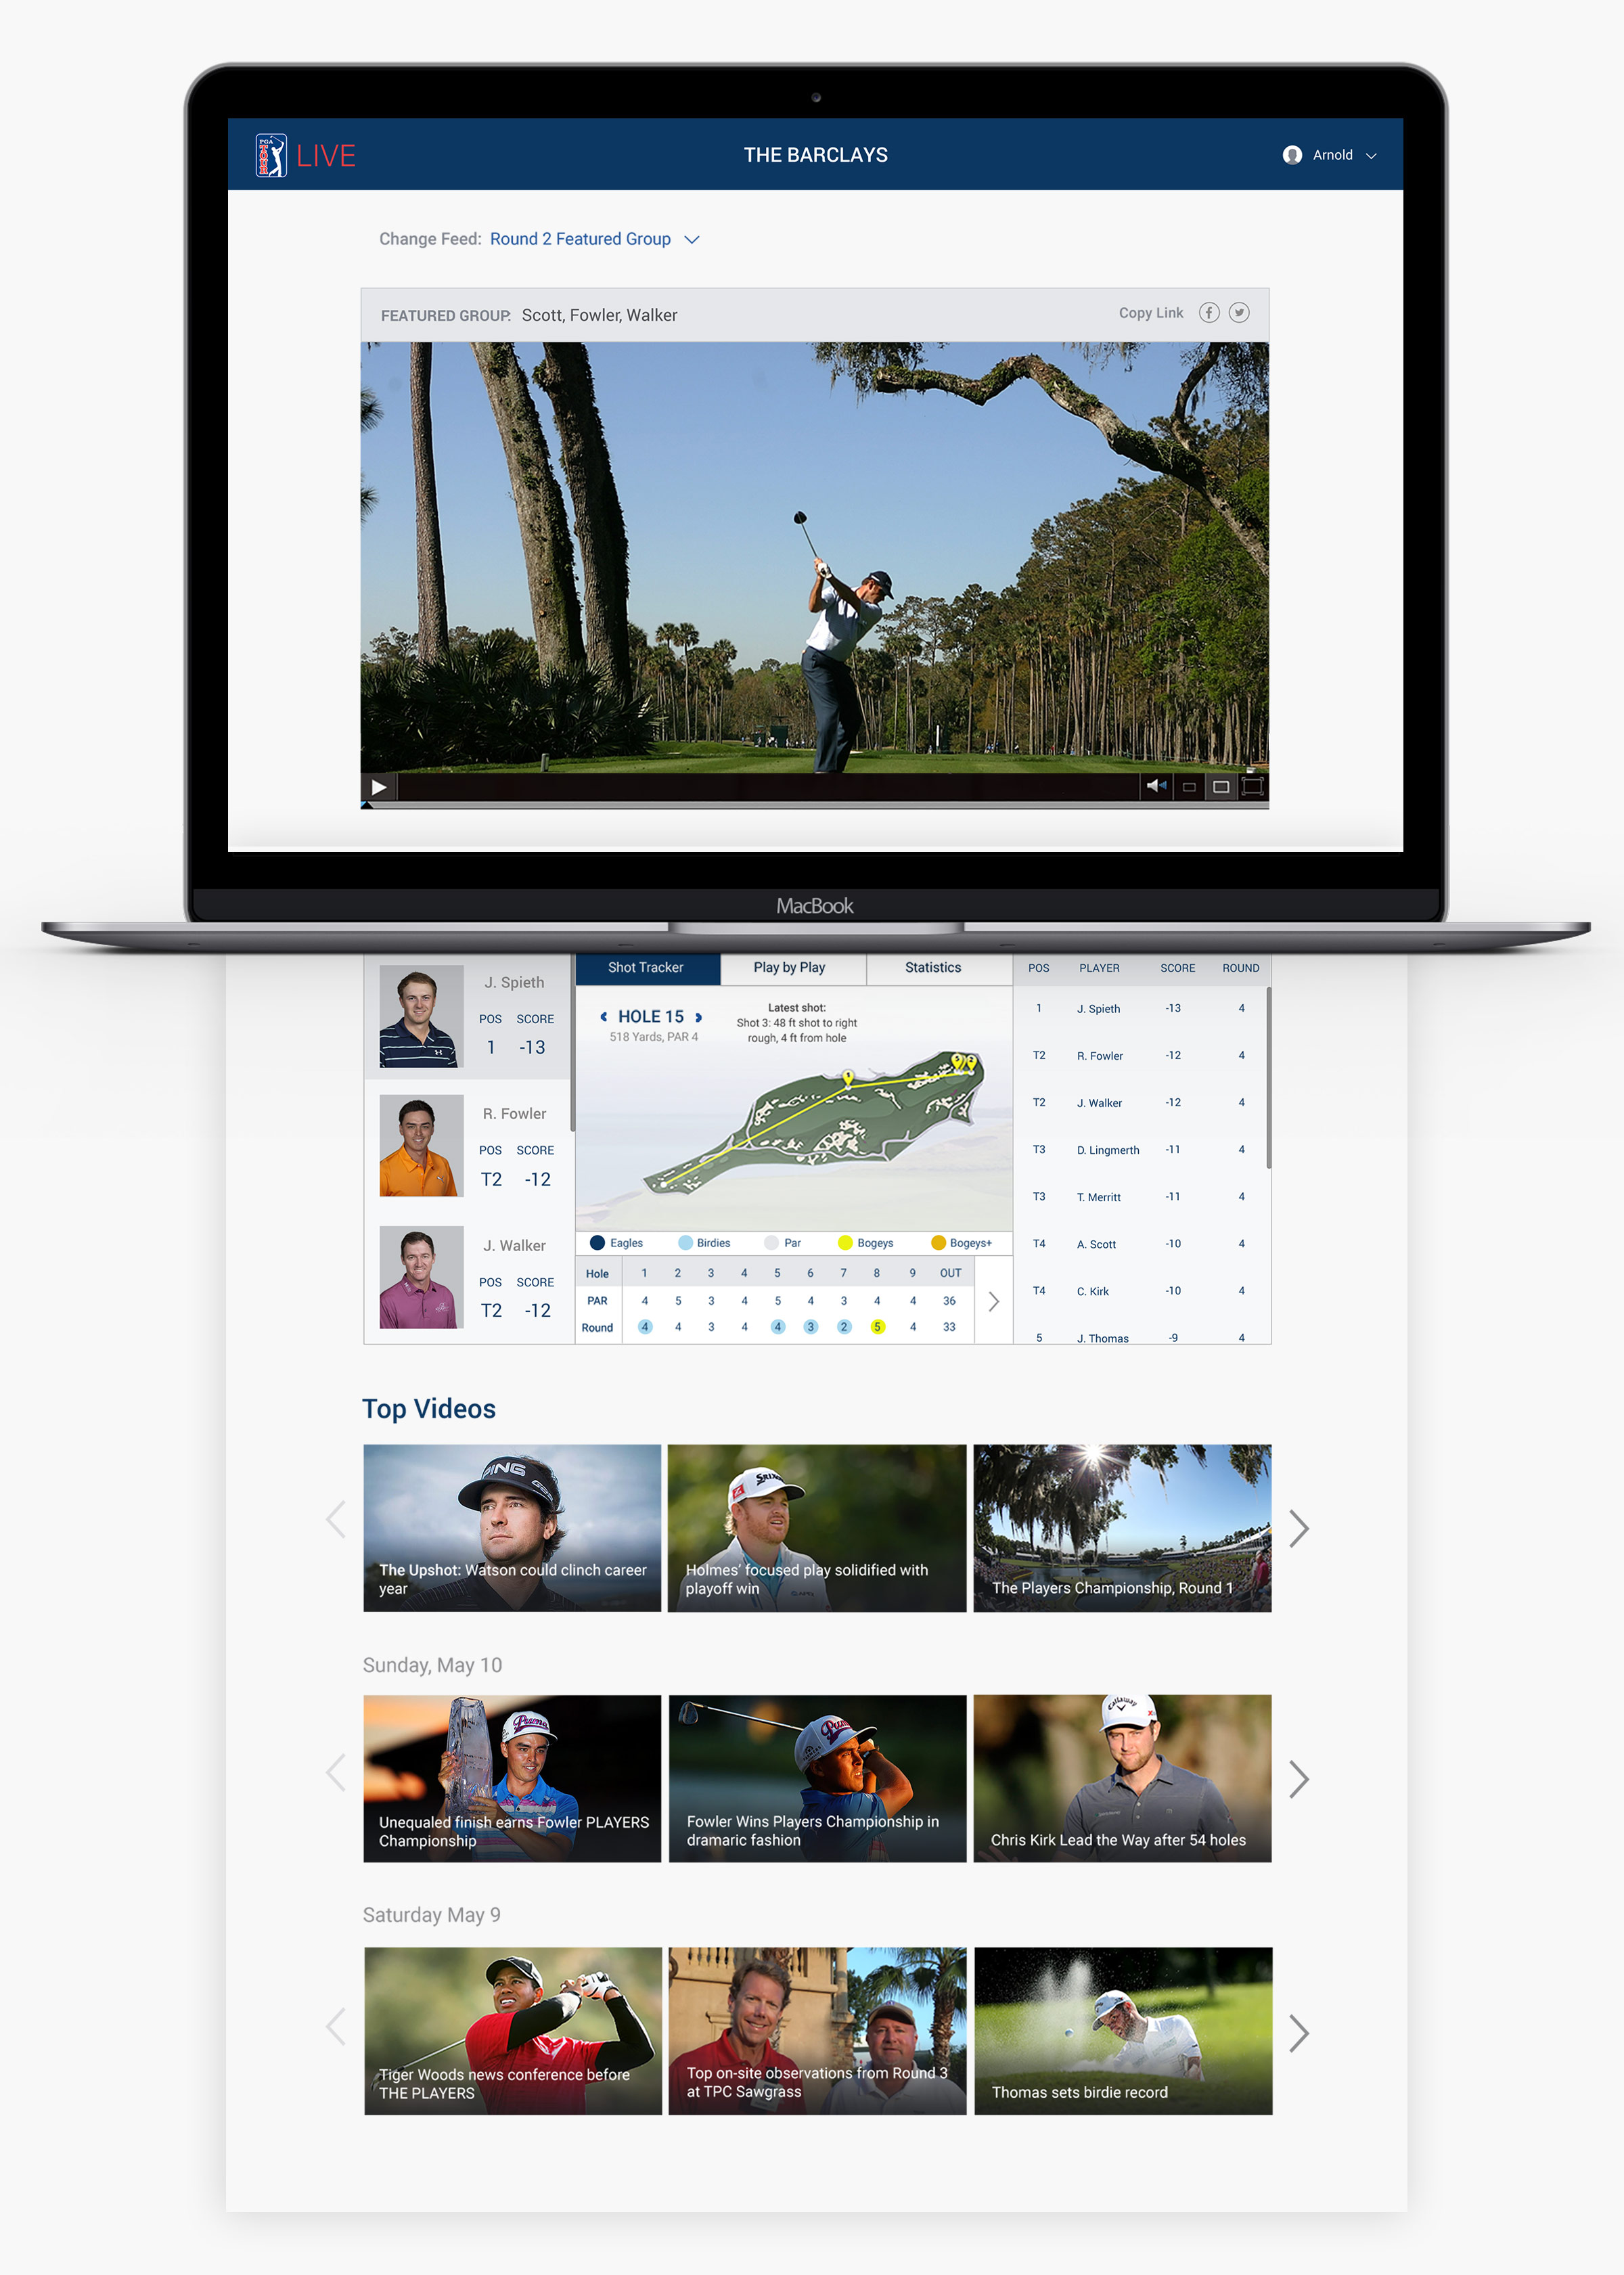 PGA TOUR LIVE
THE BARCLAYS
Arnold
Change Feed: Round 2 Featured Group
FEATURED GROUP: Scott, Fowler, Walker
Copy Link
MacBook
J. Spieth
POS SCORE
1 -13
R. Fowler
POS SCORE
T2 -12
J. Walker
POS SCORE
T2 -12
Shot Tracker
Play by Play
Statistics
HOLE 15
518 Yards, PAR 4
Latest shot:
Shot 3: 48 ft shot to right
rough, 4 ft from hole
1
Eagles Birdies Par Bogeys Bogeys+
Hole 1 2 3 4 5 6 7 8 9 OUT
PAR 4 5 3 4 5 4 3 4 4 36
Round 4 4 3 4 4 3 2 5 4 33
POS PLAYER SCORE ROUND
1 J. Spieth -13 4
T2 R. Fowler -12 4
T2 J. Walker -12 4
T3 D. Lingmerth -11 4
T3 T. Merritt -11 4
T4 A. Scott -10 4
T4 C. Kirk -10 4
5 J. Thomas -9 4
Top Videos
PING
The Upshot: Watson could clinch career
year
SRIXON
Holmes' focused play solidified with
playoff win
The Players Championship, Round 1
Sunday, May 10
Puma
Unequaled finish earns Fowler PLAYERS
Championship
Puma
Fowler Wins Players Championship in
dramaric fashion
Callaway
Chris Kirk Lead the Way after 54 holes
Saturday May 9
Tiger Woods news conference before
THE PLAYERS
Top on-site observations from Round 3
at TPC Sawgrass
Thomas sets birdie record